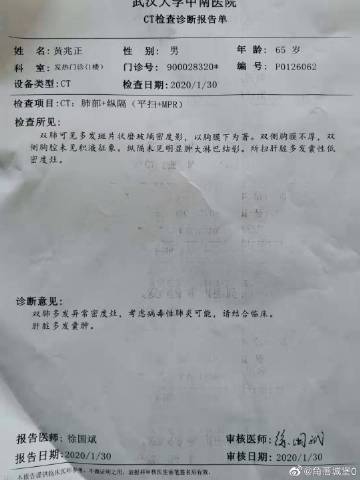 武汉大学中南医院
CT检查诊断报告单
姓 名：黄兆正 性 别：男 年 龄：65 岁
科 室：发热门诊(1楼) 门诊号：900028320* 编 号：P0126062
设备类型：CT 检查日期：2020/1/30
检查项目：CT：肺部+纵隔（平扫+MPR）
检查所见：
双肺可见多发斑片状磨玻璃密度影，以胸膜下为著。双侧胸膜不厚，双
侧胸腔未见积液征象。纵隔未见明显肿大淋巴结影。所扫肝脏多发囊性低
密度灶。
诊断意见：
双肺多发异常密度灶，考虑病毒性肺炎可能，请结合临床。
肝脏多发囊肿。
报告医师：徐国斌 审核医师：
报告日期：2020/1/30 审核日期：2020/1/30
@角落城堡0